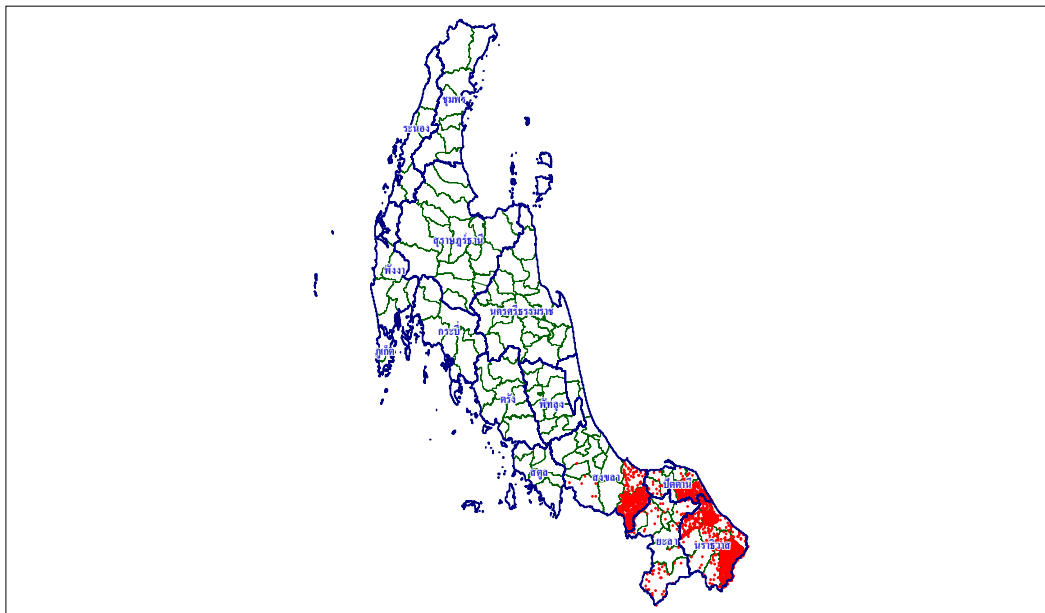 ชุมพร
ระนอง
สุราษฎร์ธานี
พังงา
นครศรีธรรมราช
กระบี่
ภูเก็ต
ตรัง
พัทลุง
สตูล
สงขลา
ปัตตานี
ยะลา
นราธิวาส